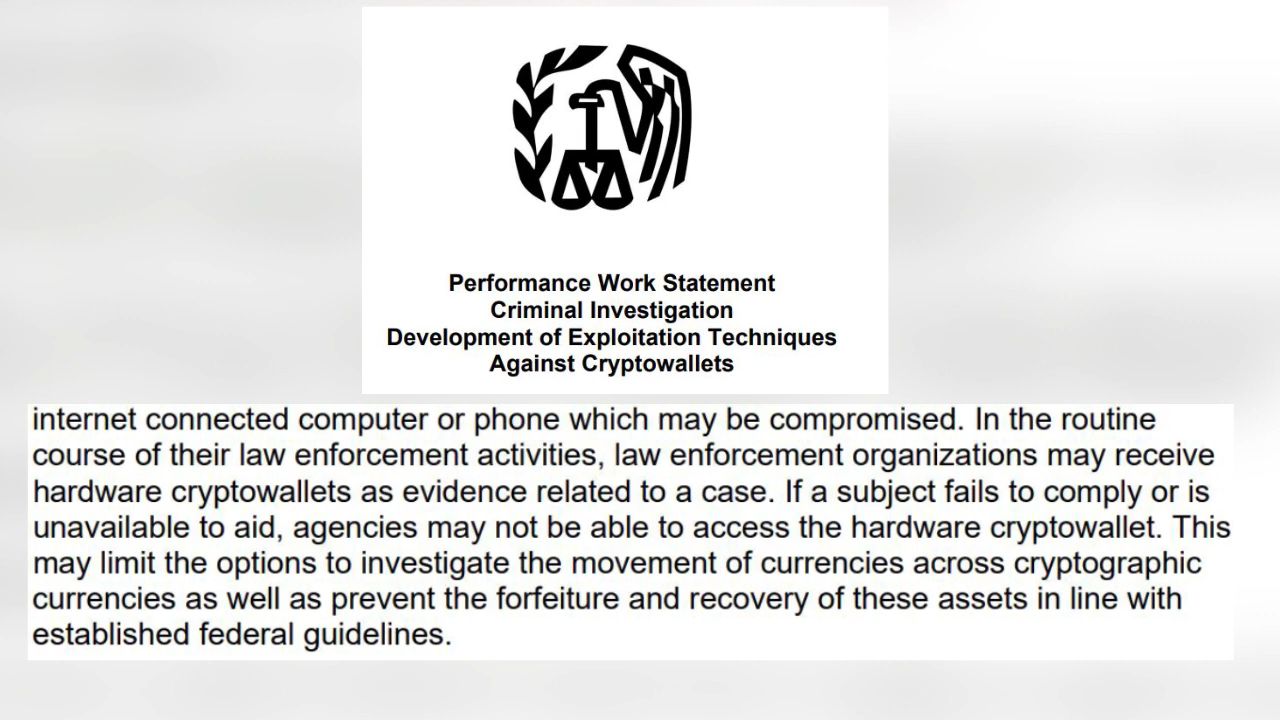 Performance Work Statement
Criminal Investigation
Development of Exploitation Techniques
Against Cryptowallets
internet connected computer or phone which may be compromised. In the routine
course of their law enforcement activities, law enforcement organizations may receive
hardware cryptowallets as evidence related to a case. If a subject fails to comply or is
unavailable to aid, agencies may not be able to access the hardware cryptowallet. This
may limit the options to investigate the movement of currencies across cryptographic
currencies as well as prevent the forfeiture and recovery of these assets in line with
established federal guidelines.